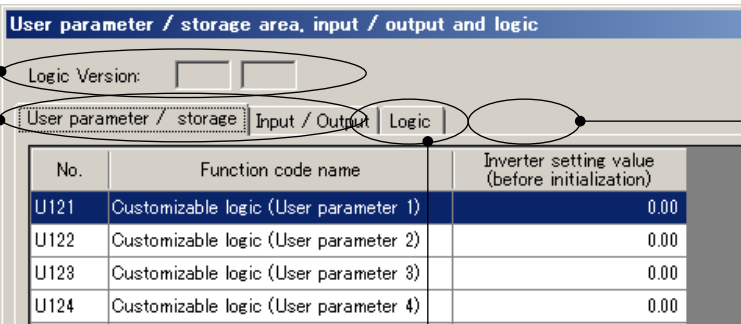 User parameter / storage area, input / output and logic
Logic Version:
User parameter / storage Input / Output Logic
No. Function code name Inverter setting value
(before initialization)
U121 Customizable logic (User parameter 1) 0.00
U122 Customizable logic (User parameter 2) 0.00
U123 Customizable logic (User parameter 3) 0.00
U124 Customizable logic (User parameter 4) 0.00